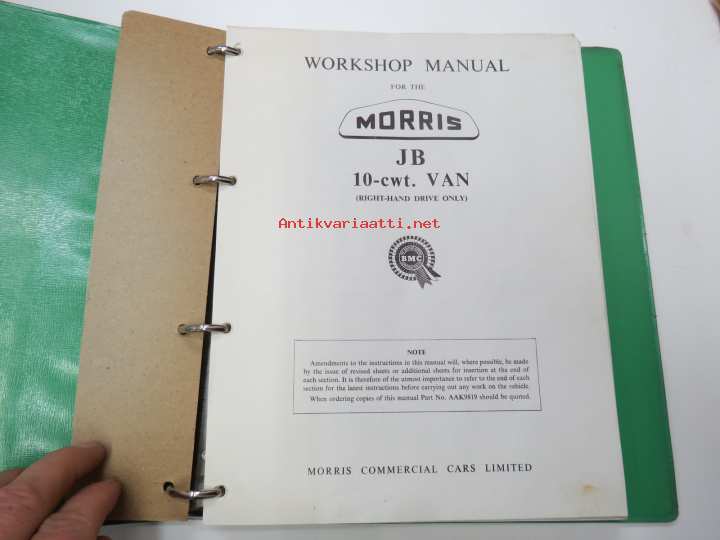 WORKSHOP MANUAL
FOR THE
MORRIS
JB
10-cwt. VAN
(RIGHT-HAND DRIVE ONLY)
Antikvariaatti.net
BMC
NOTE
Amendments to the instructions in this manual will, where possible, be made
by the issue of revised sheets or additional sheets for insertion at the end of
each section. It is therefore of the utmost importance to refer to the end of each
section for the latest instructions before carrying out any work on the vehicle.
When ordering copies of this manual Part No. AAK9819 should be quoted.
MORRIS COMMERCIAL CARS LIMITED